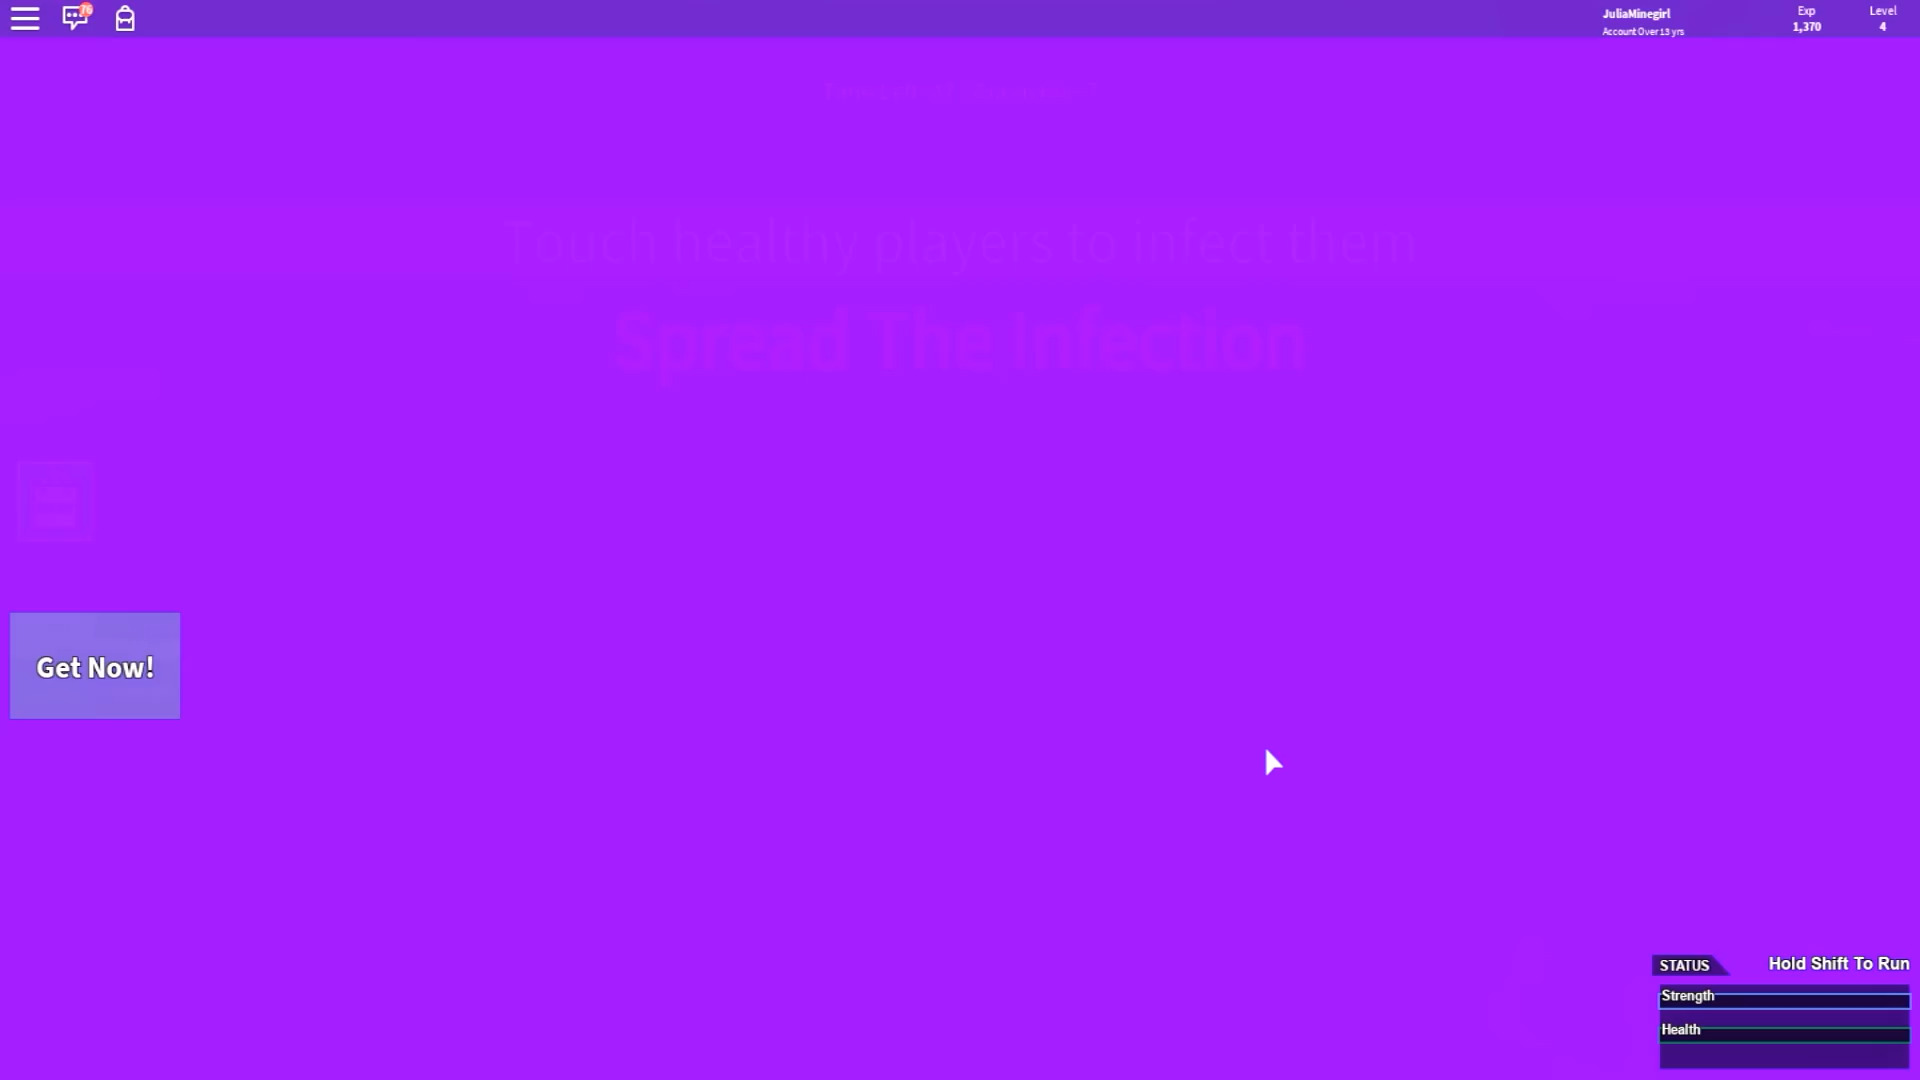 76
JuliaMinegirl
Account Over 13 yrs
Exp
1,370
Level
4
Touch healthy players to infect them
Spread The Infection
Get Now!
STATUS
Hold Shift To Run
Strength
Health